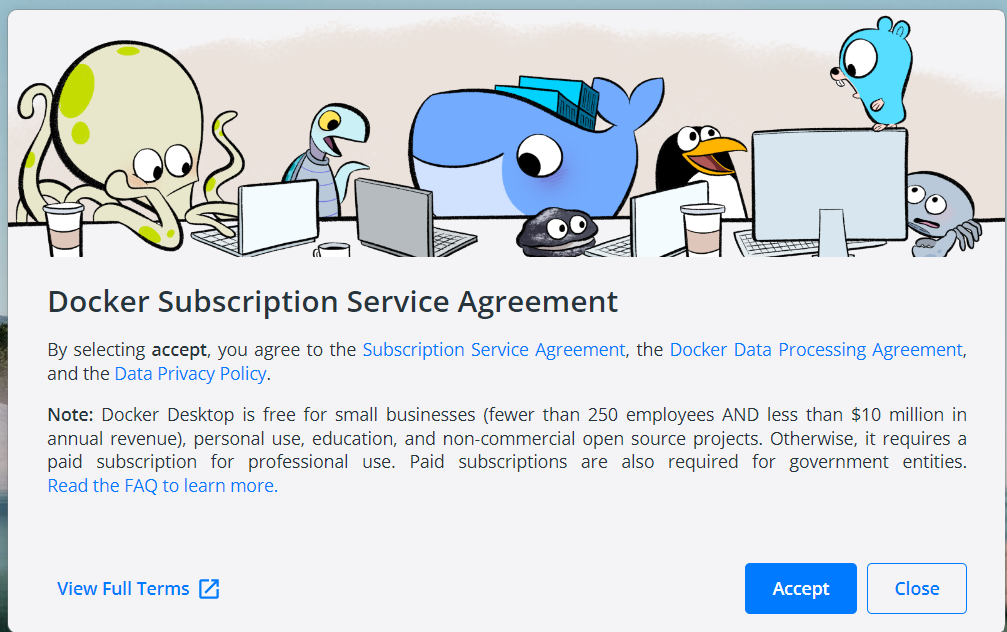 Docker Subscription Service Agreement
By selecting accept, you agree to the Subscription Service Agreement, the Docker Data Processing Agreement,
and the Data Privacy Policy.
Note: Docker Desktop is free for small businesses (fewer than 250 employees AND less than $10 million in
annual revenue), personal use, education, and non-commercial open source projects. Otherwise, it requires a
paid subscription for professional use. Paid subscriptions are also required for government entities.
Read the FAQ to learn more.
View Full Terms
Accept
Close